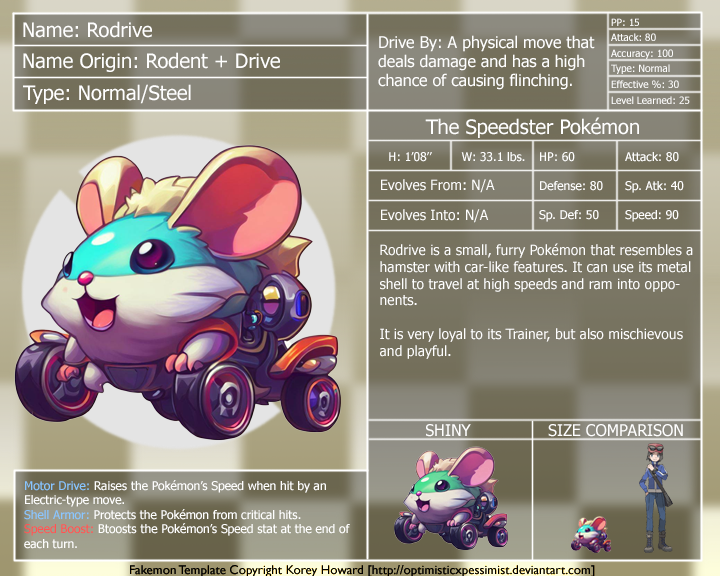 Name: Rodrive
Name Origin: Rodent + Drive
Type: Normal/Steel
Drive By: A physical move that
deals damage and has a high
chance of causing flinching.
PP: 15
Attack: 80
Accuracy: 100
Type: Normal
Effective %: 30
Level Learned: 25
The Speedster Pokémon
H: 1'08"
W: 33.1 lbs.
HP: 60
Attack: 80
Evolves From: N/A
Defense: 80
Sp. Atk: 40
Evolves Into: N/A
Sp. Def: 50
Speed: 90
Rodrive is a small, furry Pokémon that resembles a
hamster with car-like features. It can use its metal
shell to travel at high speeds and ram into oppo-
nents.
It is very loyal to its Trainer, but also mischievous
and playful.
SHINY
SIZE COMPARISON
Motor Drive: Raises the Pokémon's Speed when hit by an
Electric-type move.
Shell Armor: Protects the Pokémon from critical hits.
Speed Boost: Btoosts the Pokémon's Speed stat at the end of
each turn.
Fakemon Template Copyright Korey Howard [http://optimisticxpessimist.deviantart.com]